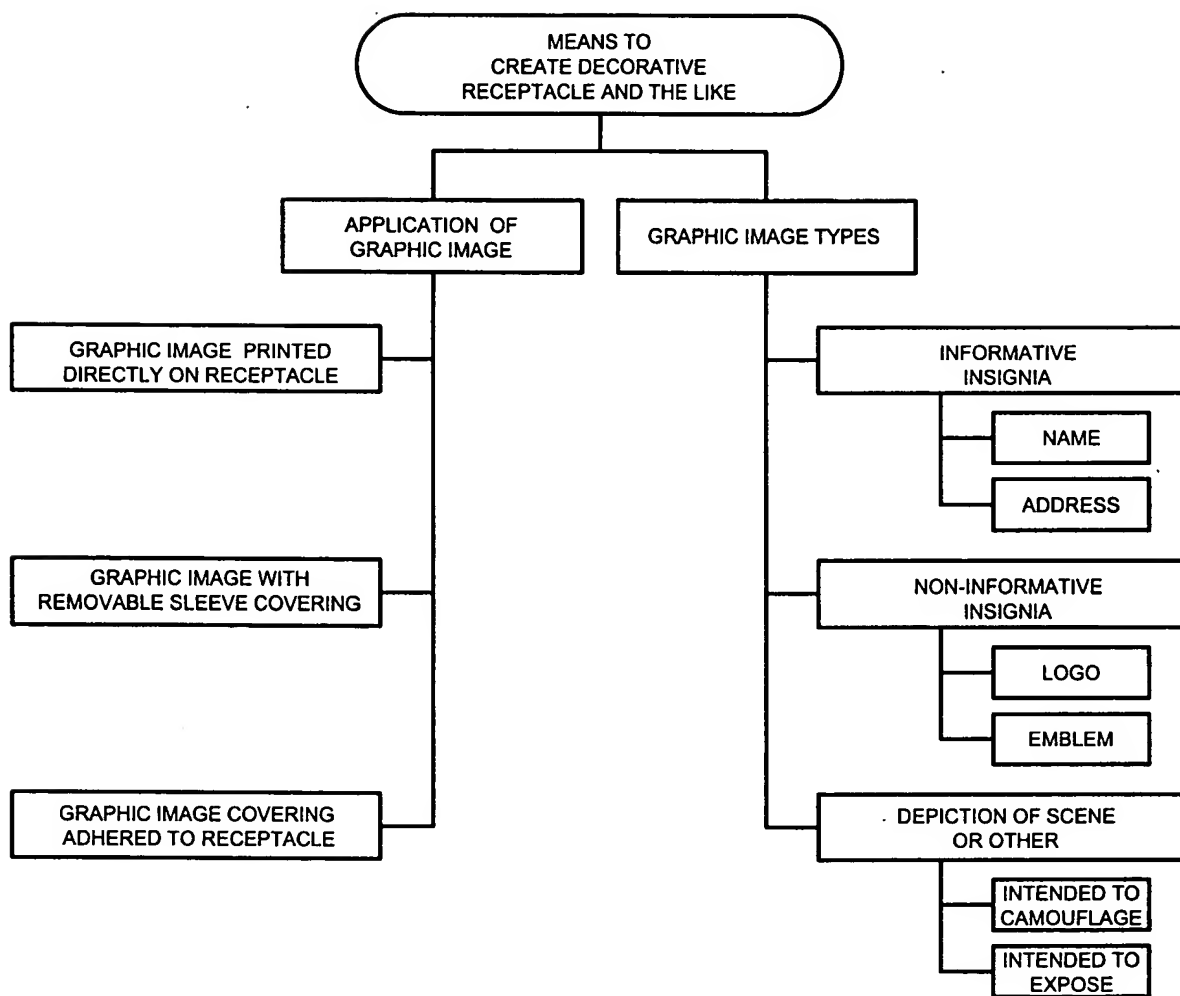 MEANS TO
CREATE DECORATIVE
RECEPTACLE AND THE LIKE
APPLICATION OF
GRAPHIC IMAGE
GRAPHIC IMAGE TYPES
GRAPHIC IMAGE PRINTED
DIRECTLY ON RECEPTACLE
GRAPHIC IMAGE WITH
REMOVABLE SLEEVE COVERING
GRAPHIC IMAGE COVERING
ADHERED TO RECEPTACLE
INFORMATIVE
INSIGNIA
NAME
ADDRESS
NON-INFORMATIVE
INSIGNIA
LOGO
EMBLEM
DEPICTION OF SCENE
OR OTHER
INTENDED TO
CAMOUFLAGE
INTENDED TO
EXPOSE